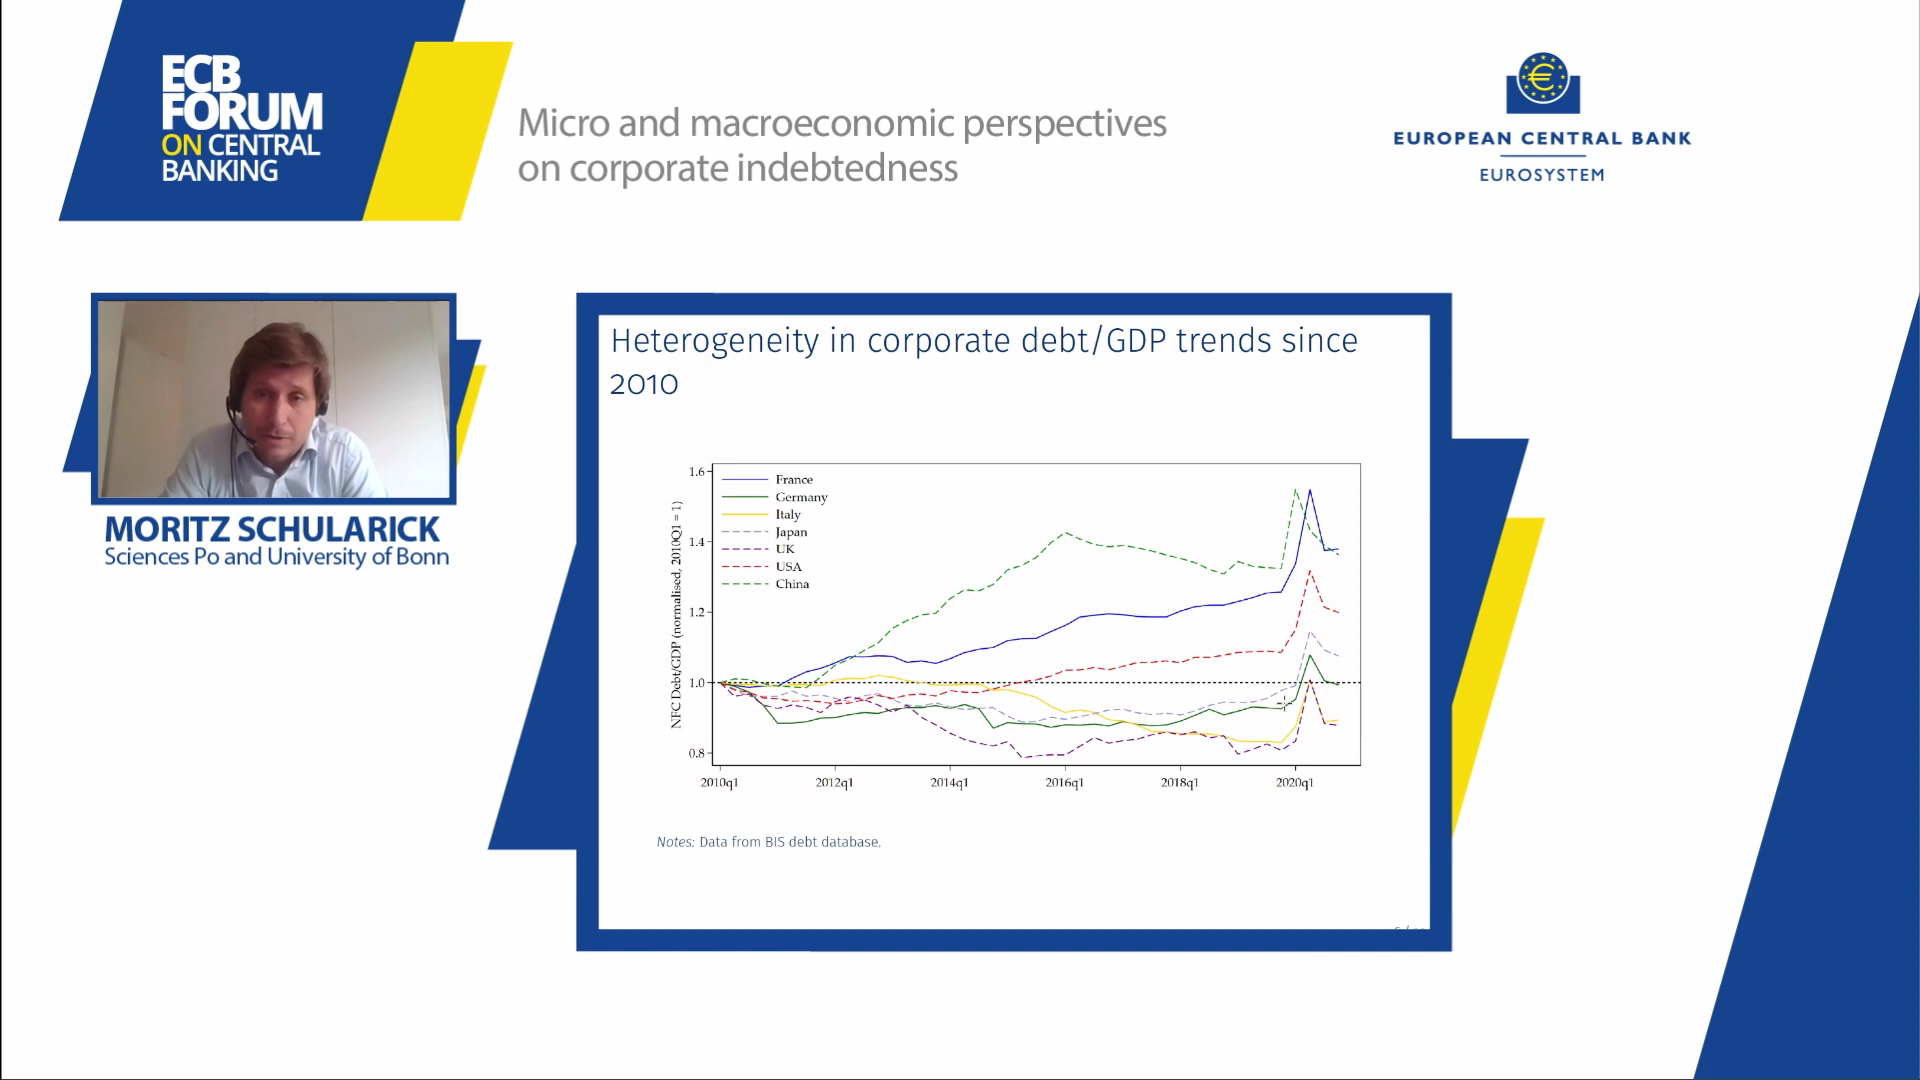 ECB
FORUM
ON CENTRAL
BANKING
Micro and macroeconomic perspectives
on corporate indebtedness
EUROPEAN CENTRAL BANK
EUROSYSTEM
MORITZ SCHULARICK
Sciences Po and University of Bonn
Heterogeneity in corporate debt/GDP trends since
2010
NFC Debt/GDP (normalised, 2010Q1 = 1)
1.6
1.4
1.2
1.0
0.8
France
Germany
Italy
Japan
UK
USA
China
2010q1 2012q1 2014q1 2016q1 2018q1 2020q1
Notes: Data from BIS debt database.